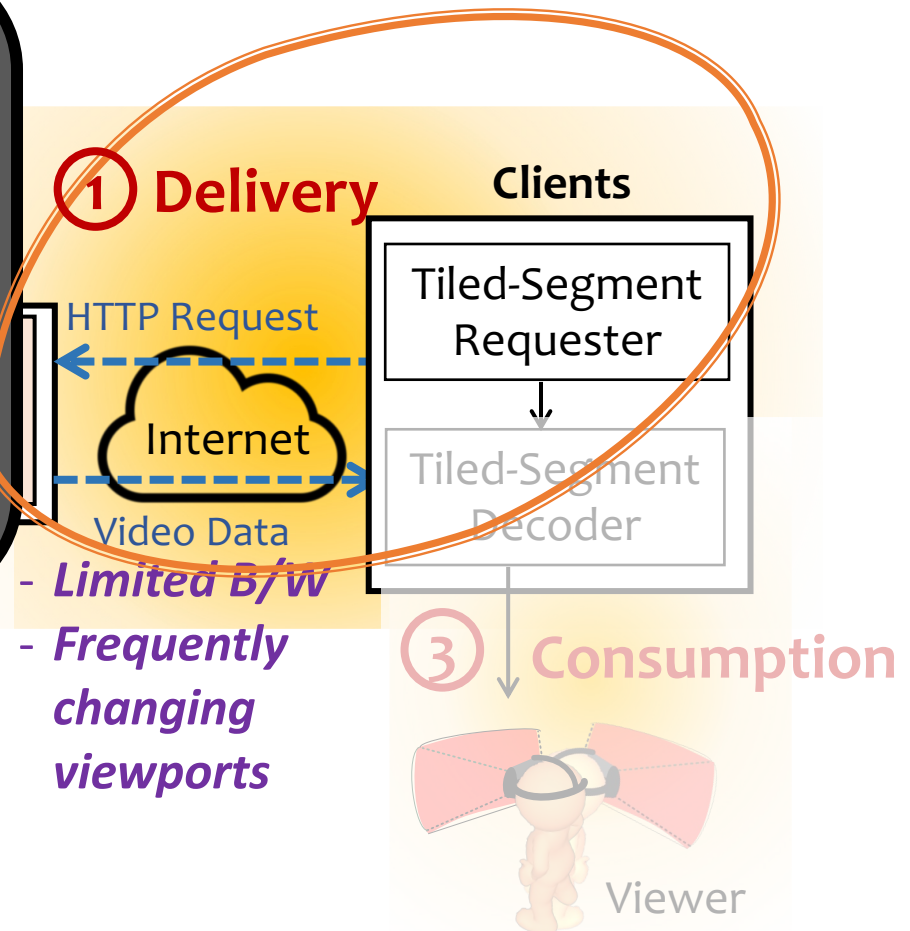 1 Delivery
Clients
Tiled-Segment
Requester
HTTP Request
Internet
Tiled-Segment
Decoder
Video Data
- Limited B/W
- Frequently
changing
viewports
3 Consumption
Viewer